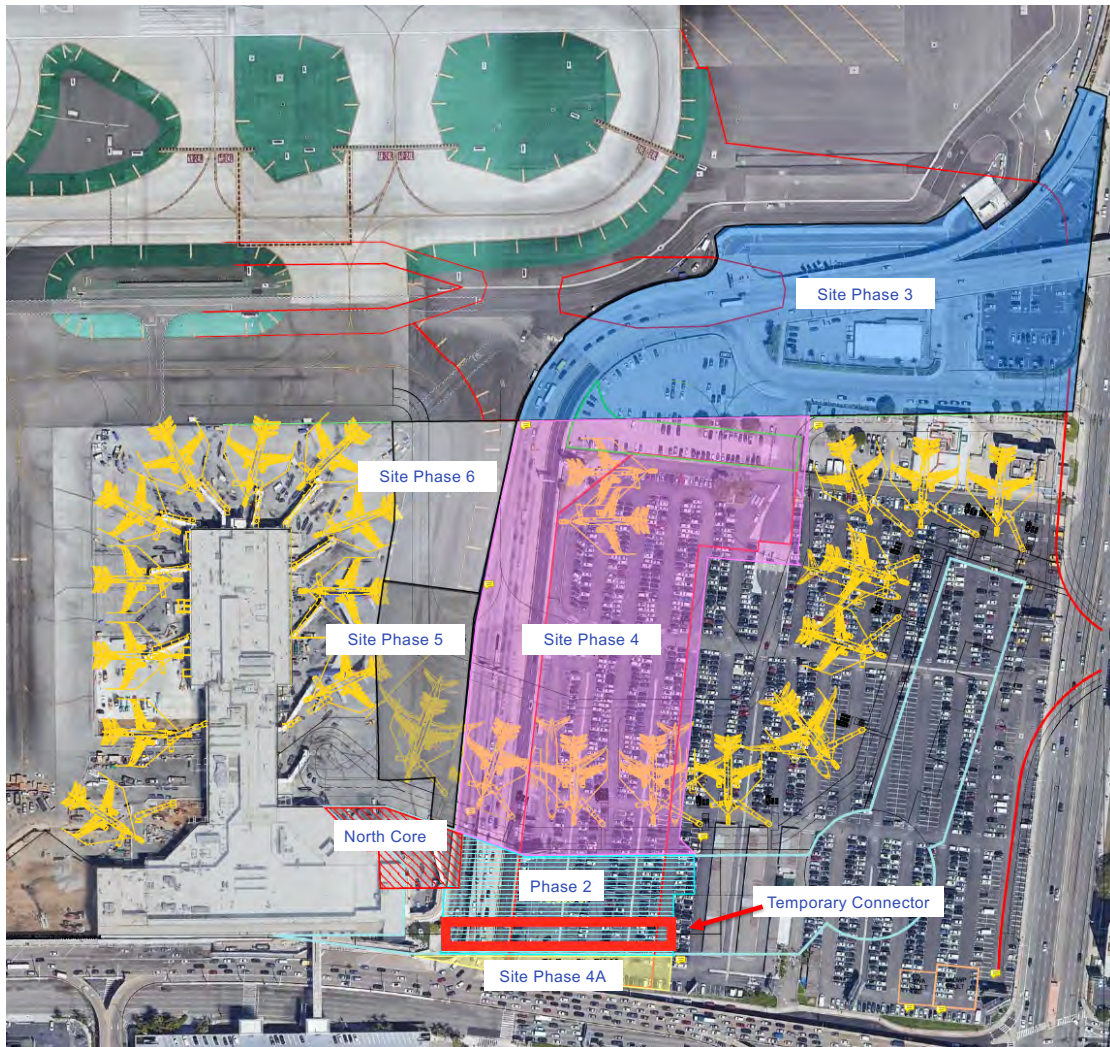 Site Phase 3
Site Phase 6
Site Phase 5
Site Phase 4
North Core
Phase 2
Temporary Connector
Site Phase 4A